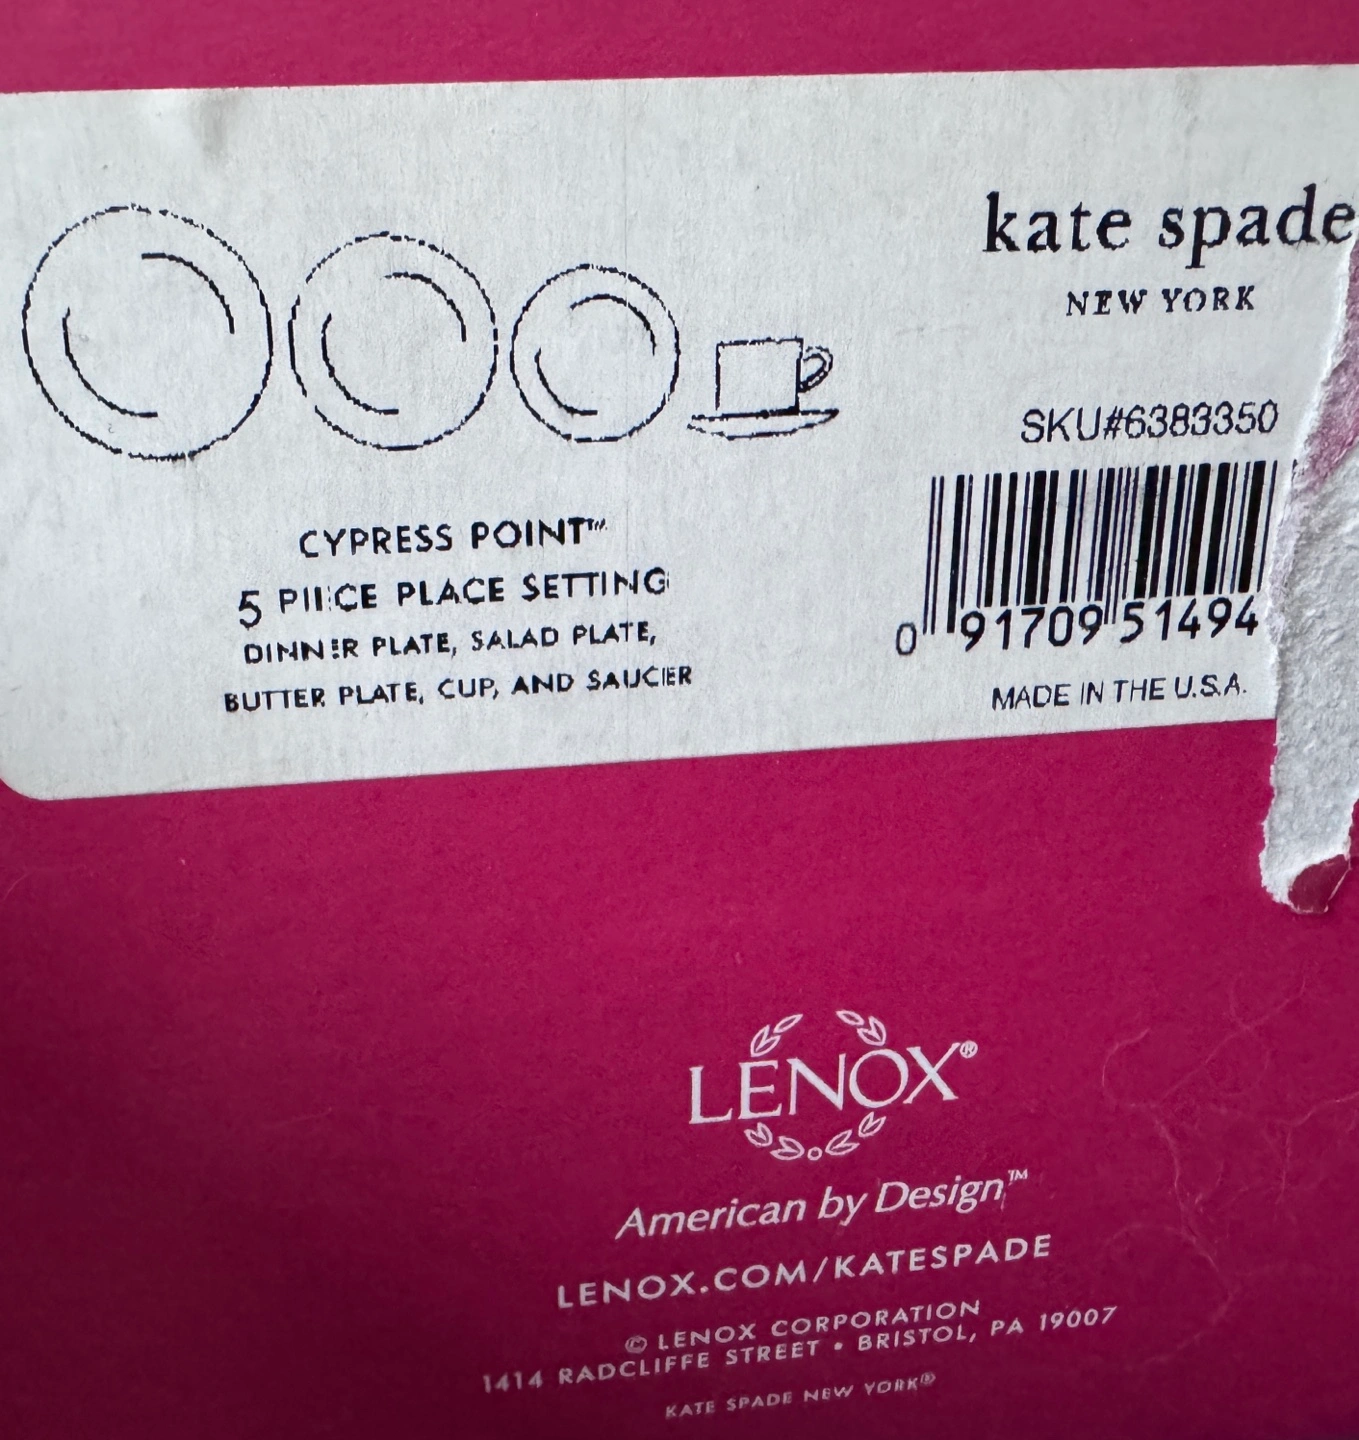 kate spade
NEW YORK
SKU#6383350
0 91709 51494
MADE IN THE U.S.A.
CYPRESS POINT™
5 PIECE PLACE SETTING
DINNER PLATE, SALAD PLATE,
BUTTER PLATE, CUP, AND SAUCER
LENOX®
American by Design™
LENOX.COM/KATESPADE
© LENOX CORPORATION
1414 RADCLIFFE STREET • BRISTOL, PA 19007
KATE SPADE NEW YORK®